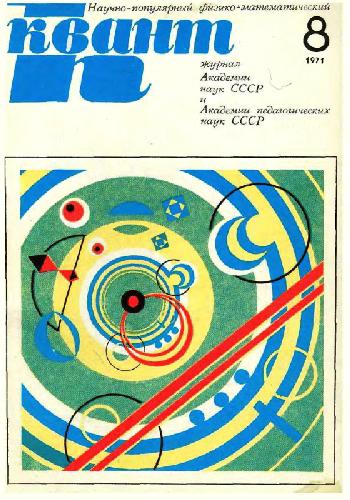 Научно-популярный физико-математический
квант
8
1971
журнал
Академии
наук СССР
и
Академии педагогических
наук СССР